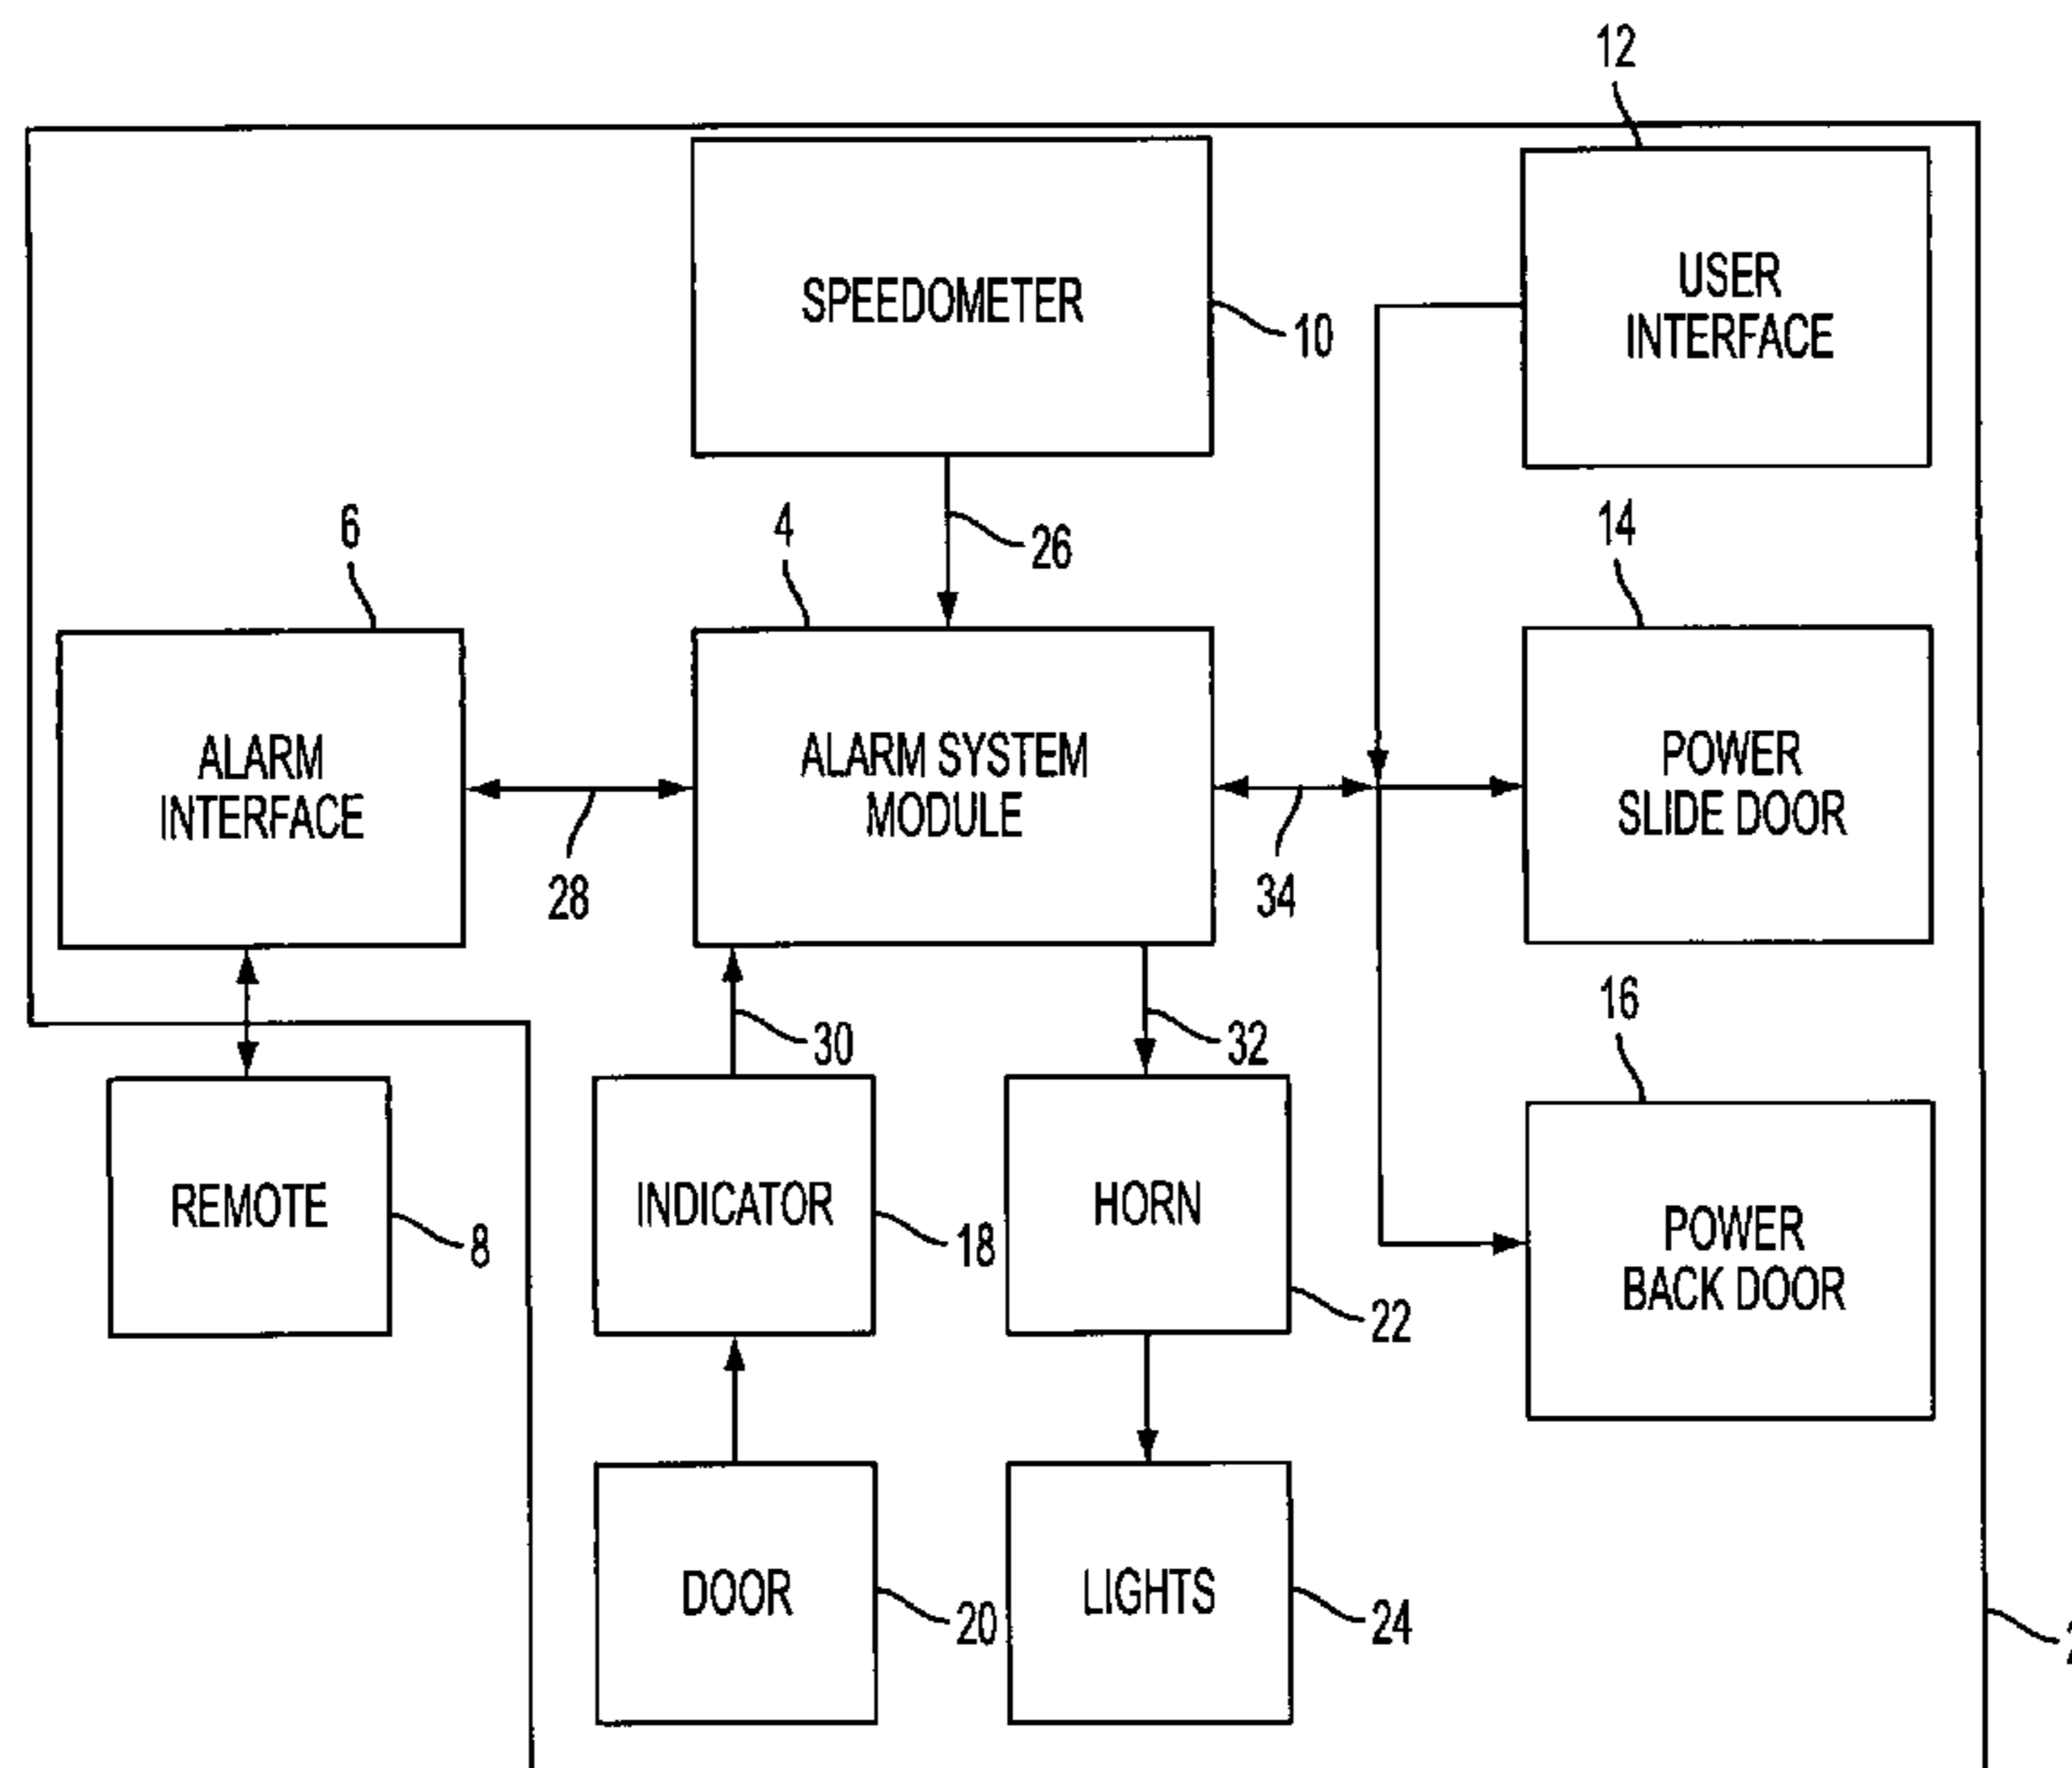 12
SPEEDOMETER
10
USER
INTERFACE
6
4
26
14
ALARM
INTERFACE
ALARM SYSTEM
MODULE
POWER
SLIDE DOOR
28
34
16
30
32
REMOTE
8
INDICATOR
18
HORN
22
POWER
BACK DOOR
DOOR
20
LIGHTS
24